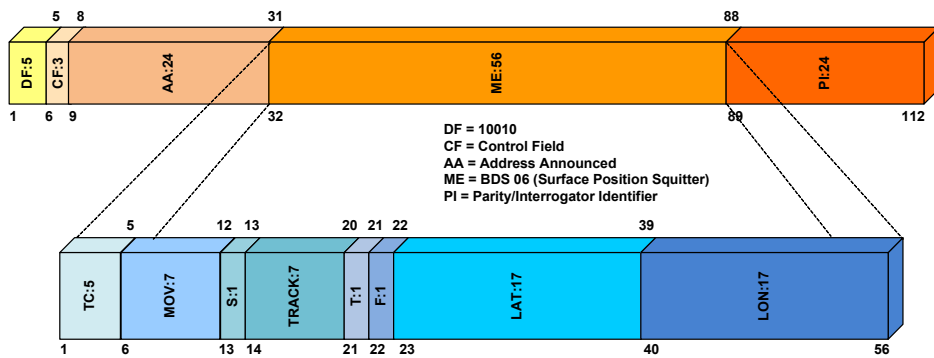 5 8 31 88
DF:5
CF:3
AA:24
ME:56
PI:24
1 6 9 32 89 112
DF = 10010
CF = Control Field
AA = Address Announced
ME = BDS 06 (Surface Position Squitter)
PI = Parity/Interrogator Identifier
5 12 13 20 21 22 39
TC:5
MOV:7
S:1
TRACK:7
T:1
F:1
LAT:17
LON:17
1 6 13 14 21 22 23 40 56